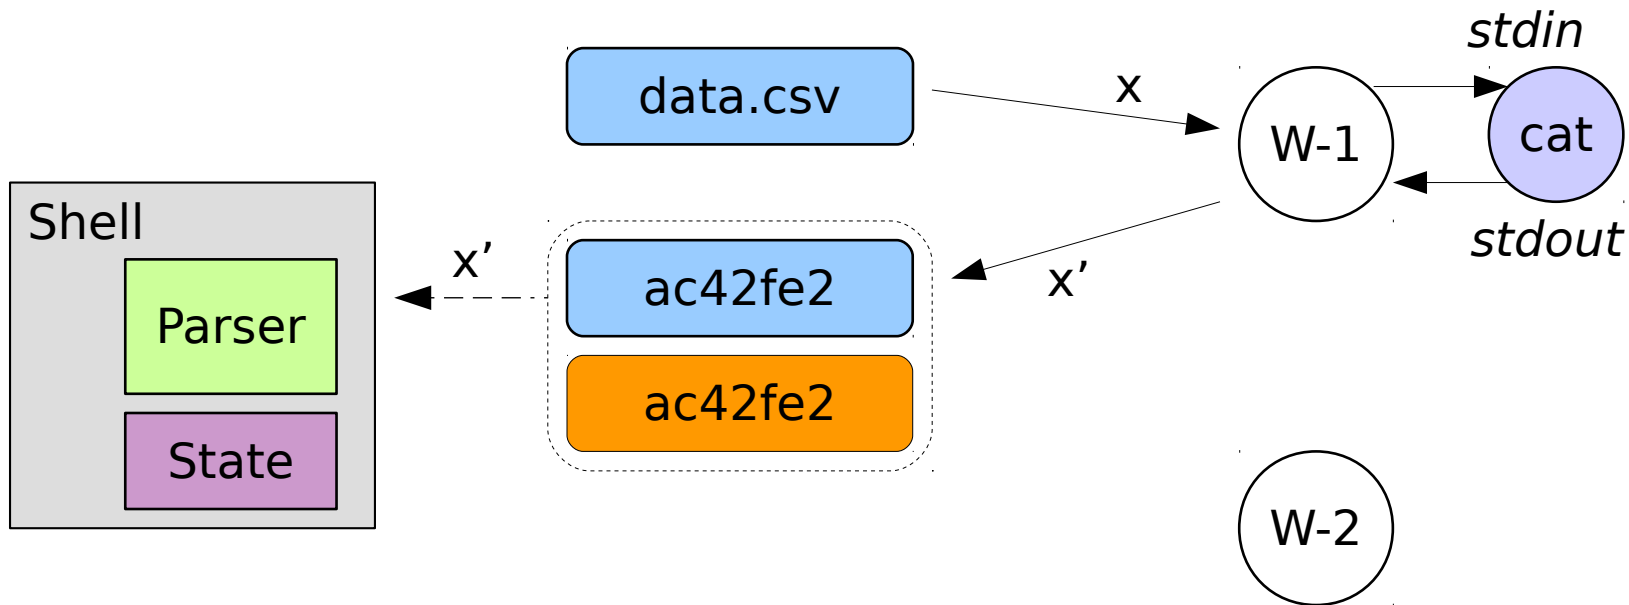 stdin
data.csv
x
W-1
cat
Shell
stdout
x’
ac42fe2
x’
Parser
ac42fe2
State
W-2